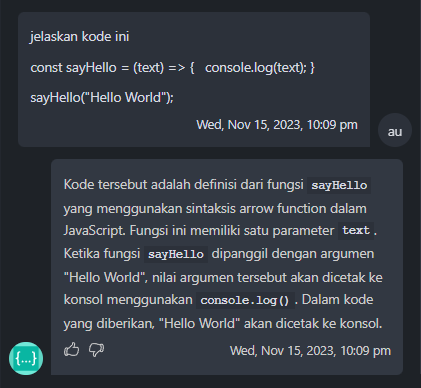 jelaskan kode ini
const sayHello = (text) => {   console.log(text); }
sayHello("Hello World");
Wed, Nov 15, 2023, 10:09 pm
au
Kode tersebut adalah definisi dari fungsi sayHello
yang menggunakan sintaksis arrow function dalam
JavaScript. Fungsi ini memiliki satu parameter text.
Ketika fungsi sayHello dipanggil dengan argumen
"Hello World", nilai argumen tersebut akan dicetak ke
konsol menggunakan console.log(). Dalam kode
yang diberikan, "Hello World" akan dicetak ke konsol.
{...}
Wed, Nov 15, 2023, 10:09 pm